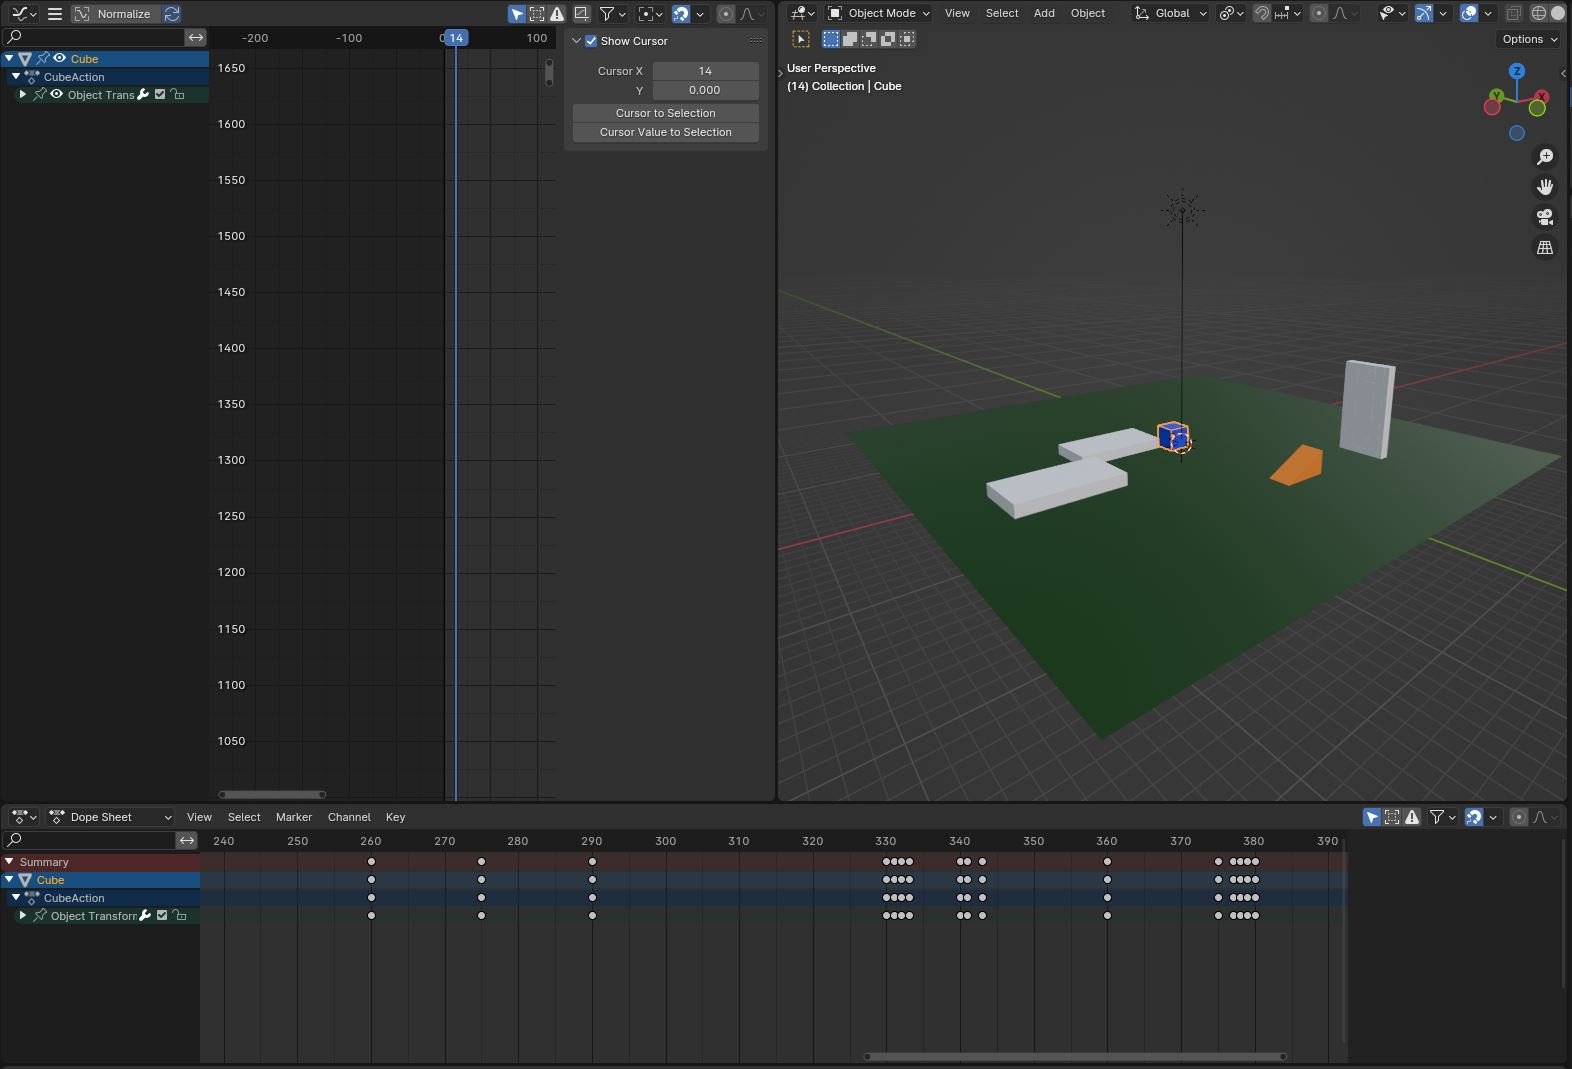 Normalize
Object Mode View Select Add Object Global
-200 -100 0 14 100
Show Cursor
Options
Cube
CubeAction
Object Trans
Cursor X 14
Y 0.000
Cursor to Selection
Cursor Value to Selection
User Perspective
(14) Collection | Cube
Z
Y
X
1650
1600
1550
1500
1450
1400
1350
1300
1250
1200
1150
1100
1050
Dope Sheet View Select Marker Channel Key
240 250 260 270 280 290 300 310 320 330 340 350 360 370 380 390
Summary
Cube
CubeAction
Object Transforn